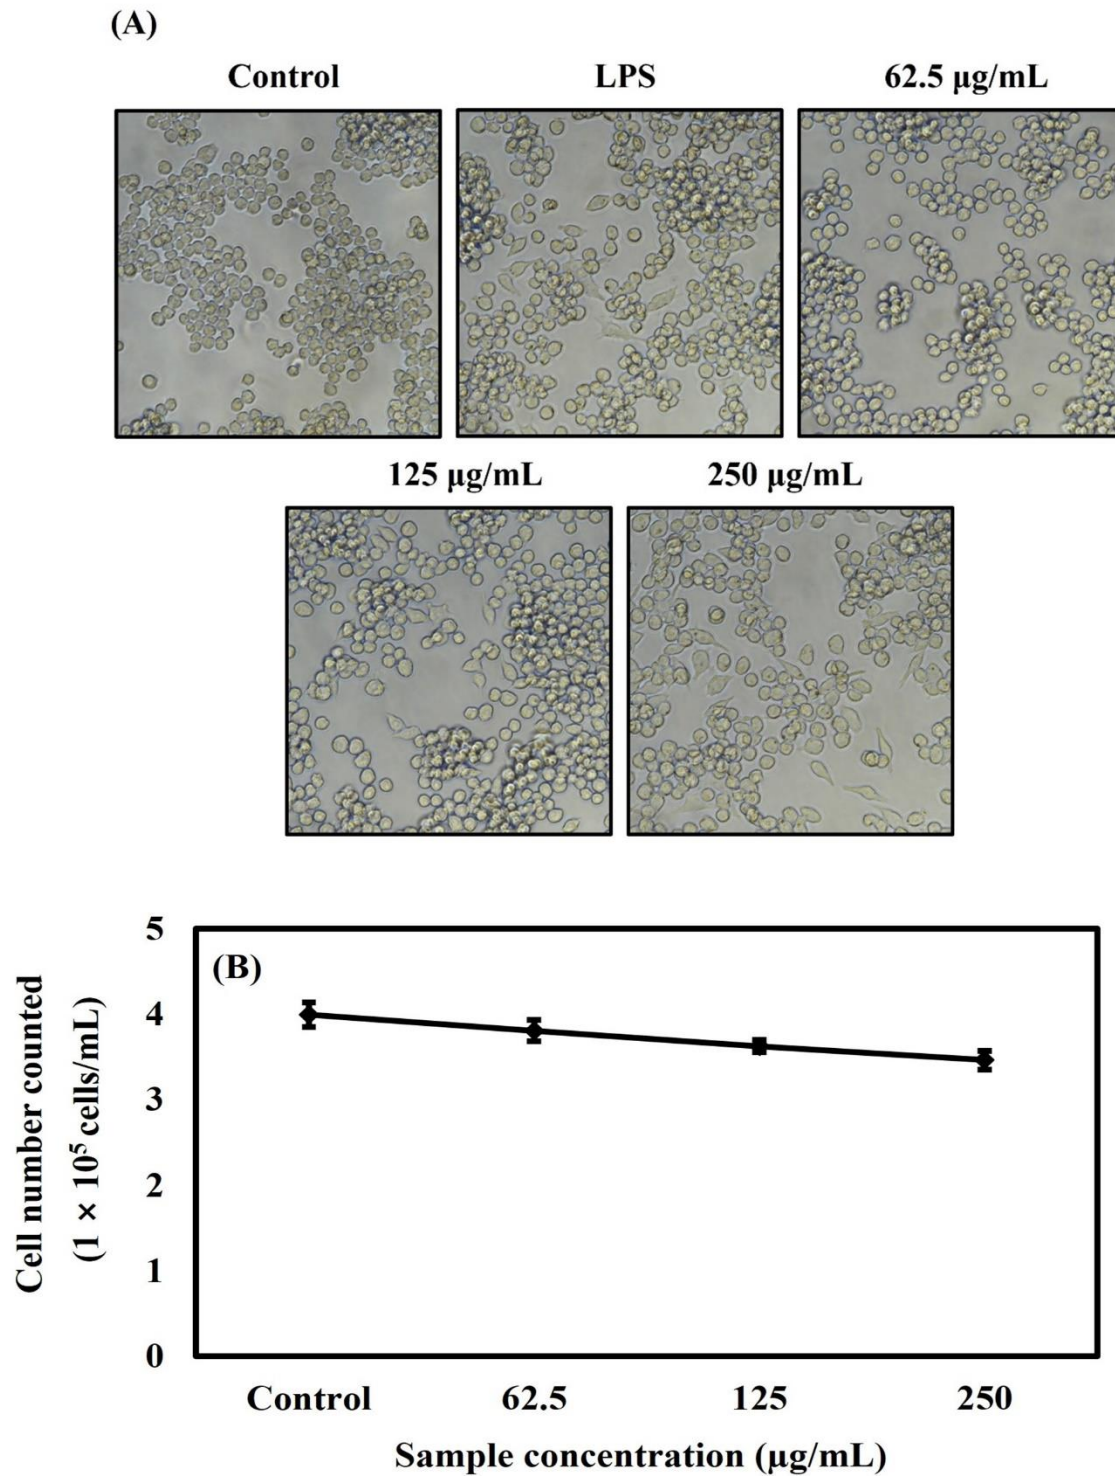 (A)
Control LPS 62.5 μg/mL
125 μg/mL 250 μg/mL
(B)
Cell number counted
(1 × 10⁵ cells/mL)
5
4
3
2
1
0
Control 62.5 125 250
Sample concentration (μg/mL)